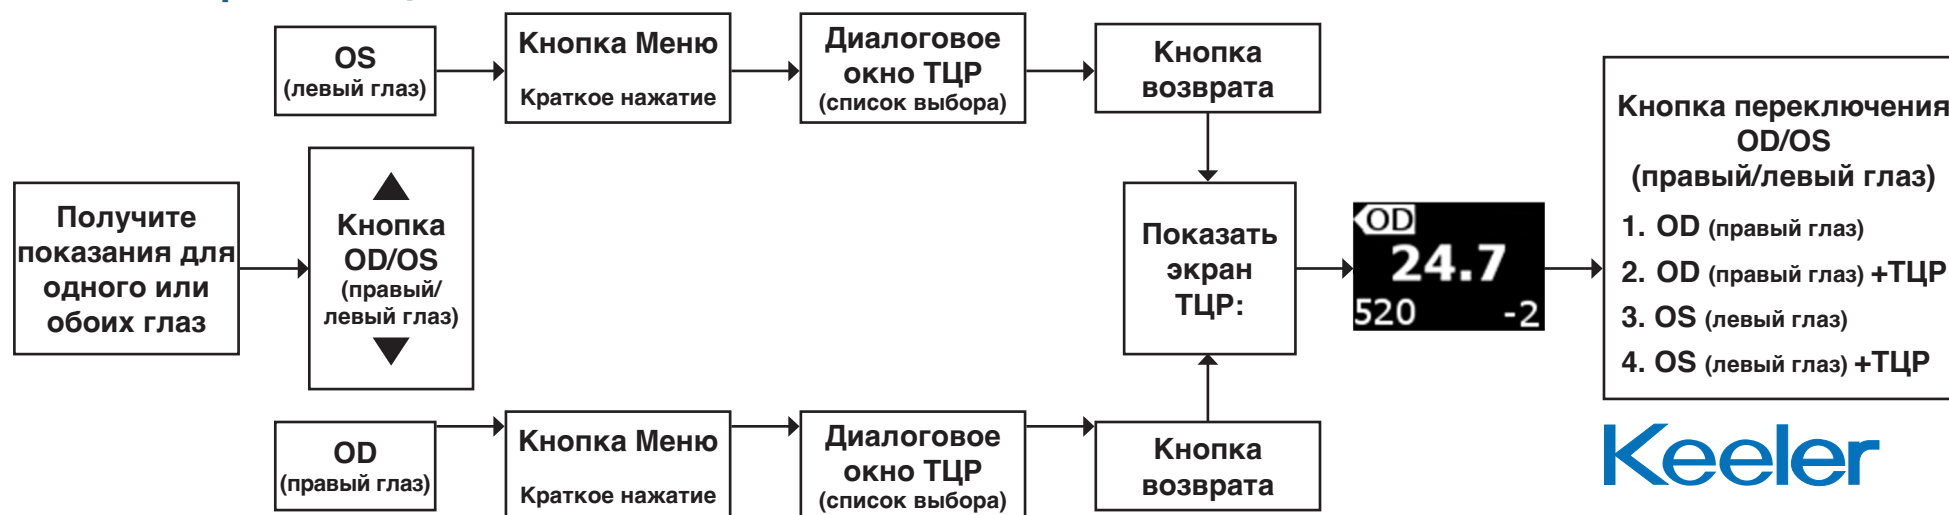 OS
(левый глаз)
Кнопка Меню
Краткое нажатие
Диалоговое
окно ТЦР
(список выбора)
Кнопка
возврата
Получите
показания для
одного или
обоих глаз
Кнопка
OD/OS
(правый/
левый глаз)
Показать
экран
ТЦР:
OD
24.7
520 -2
Кнопка переключения
OD/OS
(правый/левый глаз)
1. OD (правый глаз)
2. OD (правый глаз) +ТЦР
3. OS (левый глаз)
4. OS (левый глаз) +ТЦР
OD
(правый глаз)
Кнопка Меню
Краткое нажатие
Диалоговое
окно ТЦР
(список выбора)
Кнопка
возврата
Keeler